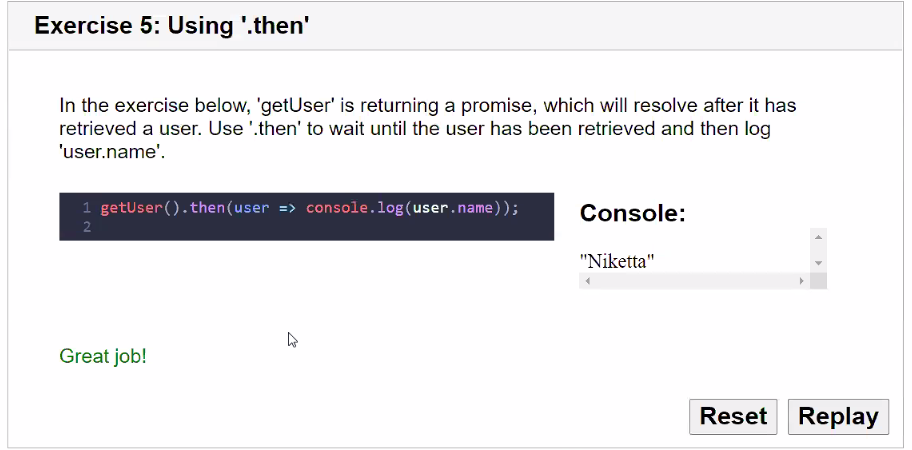 Exercise 5: Using '.then'
In the exercise below, 'getUser' is returning a promise, which will resolve after it has
retrieved a user. Use '.then' to wait until the user has been retrieved and then log
'user.name'.
1 getUser().then(user => console.log(user.name));
2
Console:
"Niketta"
Great job!
Reset Replay